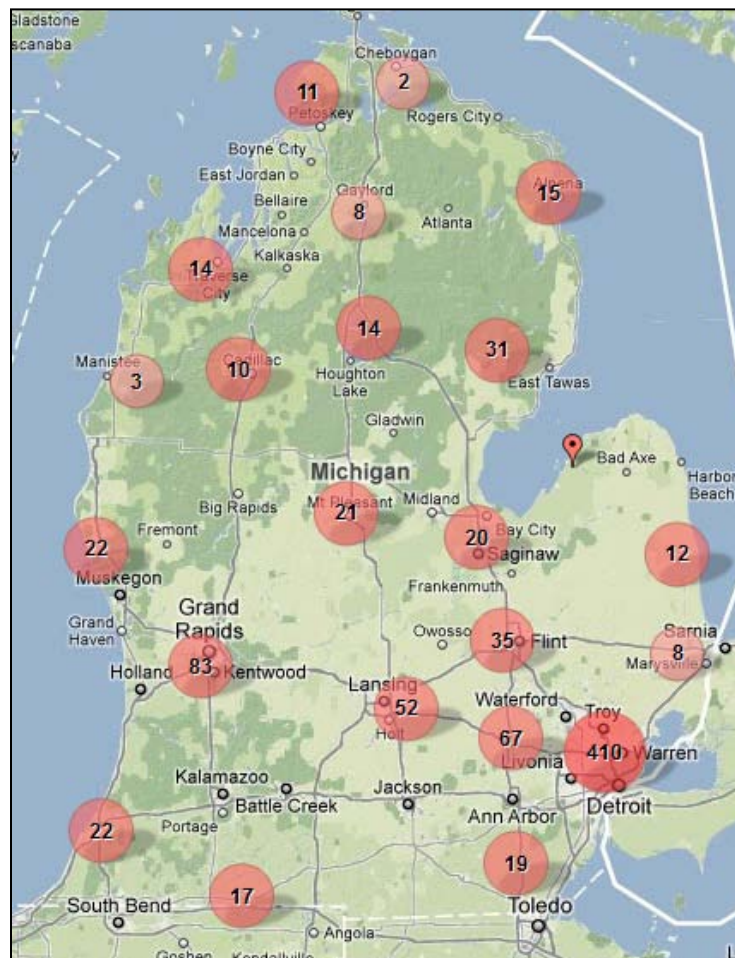 Gladstone
scanaba
Cheboygan
2
11
Petoskey
Rogers City
Boyne City
East Jordan
Alpena
15
Bellaire
Gaylord
8
Atlanta
Mancelona
Kalkaska
14
Traverse
City
14
31
Manistee
3
Cadillac
10
Houghton
Lake
East Tawas
Gladwin
Michigan
Bad Axe
Harbor
Beach
Big Rapids
Mt Pleasant
21
Midland
Bay City
20
Saginaw
Fremont
22
12
Muskegon
Frankenmuth
Grand
Haven
Grand
Rapids
Owosso
35
Flint
Sarnia
8
Marysville
83
Kentwood
Holland
Lansing
52
Holt
Waterford
Troy
67
410
Warren
Livonia
Kalamazoo
Battle Creek
Jackson
Ann Arbor
Detroit
Portage
22
19
17
South Bend
Toledo
Angola
Goshen
Kendallville